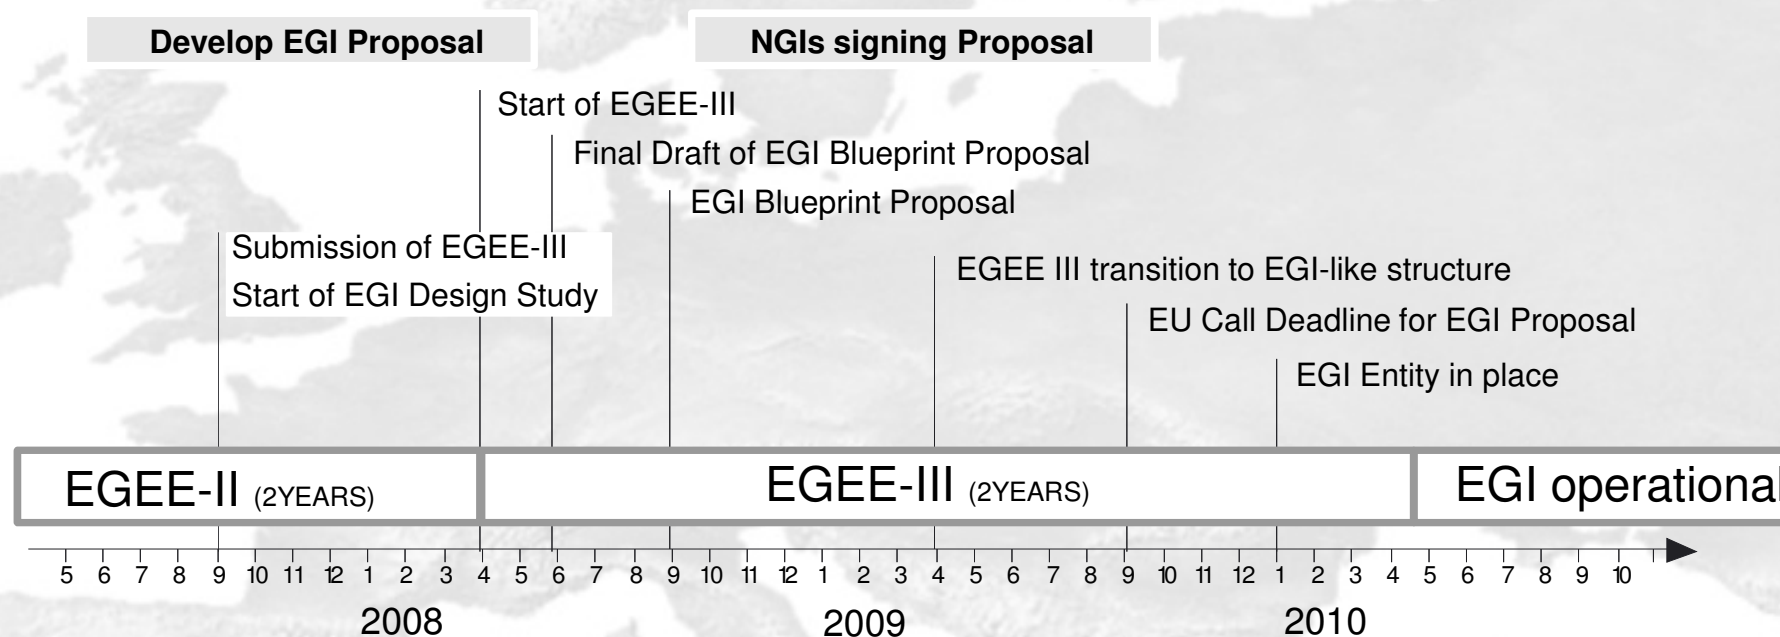 Develop EGI Proposal
NGIs signing Proposal
Start of EGEE-III
Final Draft of EGI Blueprint Proposal
EGI Blueprint Proposal
Submission of EGEE-III
Start of EGI Design Study
EGEE III transition to EGI-like structure
EU Call Deadline for EGI Proposal
EGI Entity in place
EGEE-II (2YEARS)
EGEE-III (2YEARS)
EGI operational
5 6 7 8 9 10 11 12 1 2 3 4 5 6 7 8 9 10 11 12 1 2 3 4 5 6 7 8 9 10 11 12 1 2 3 4 5 6 7 8 9 10
2008 2009 2010